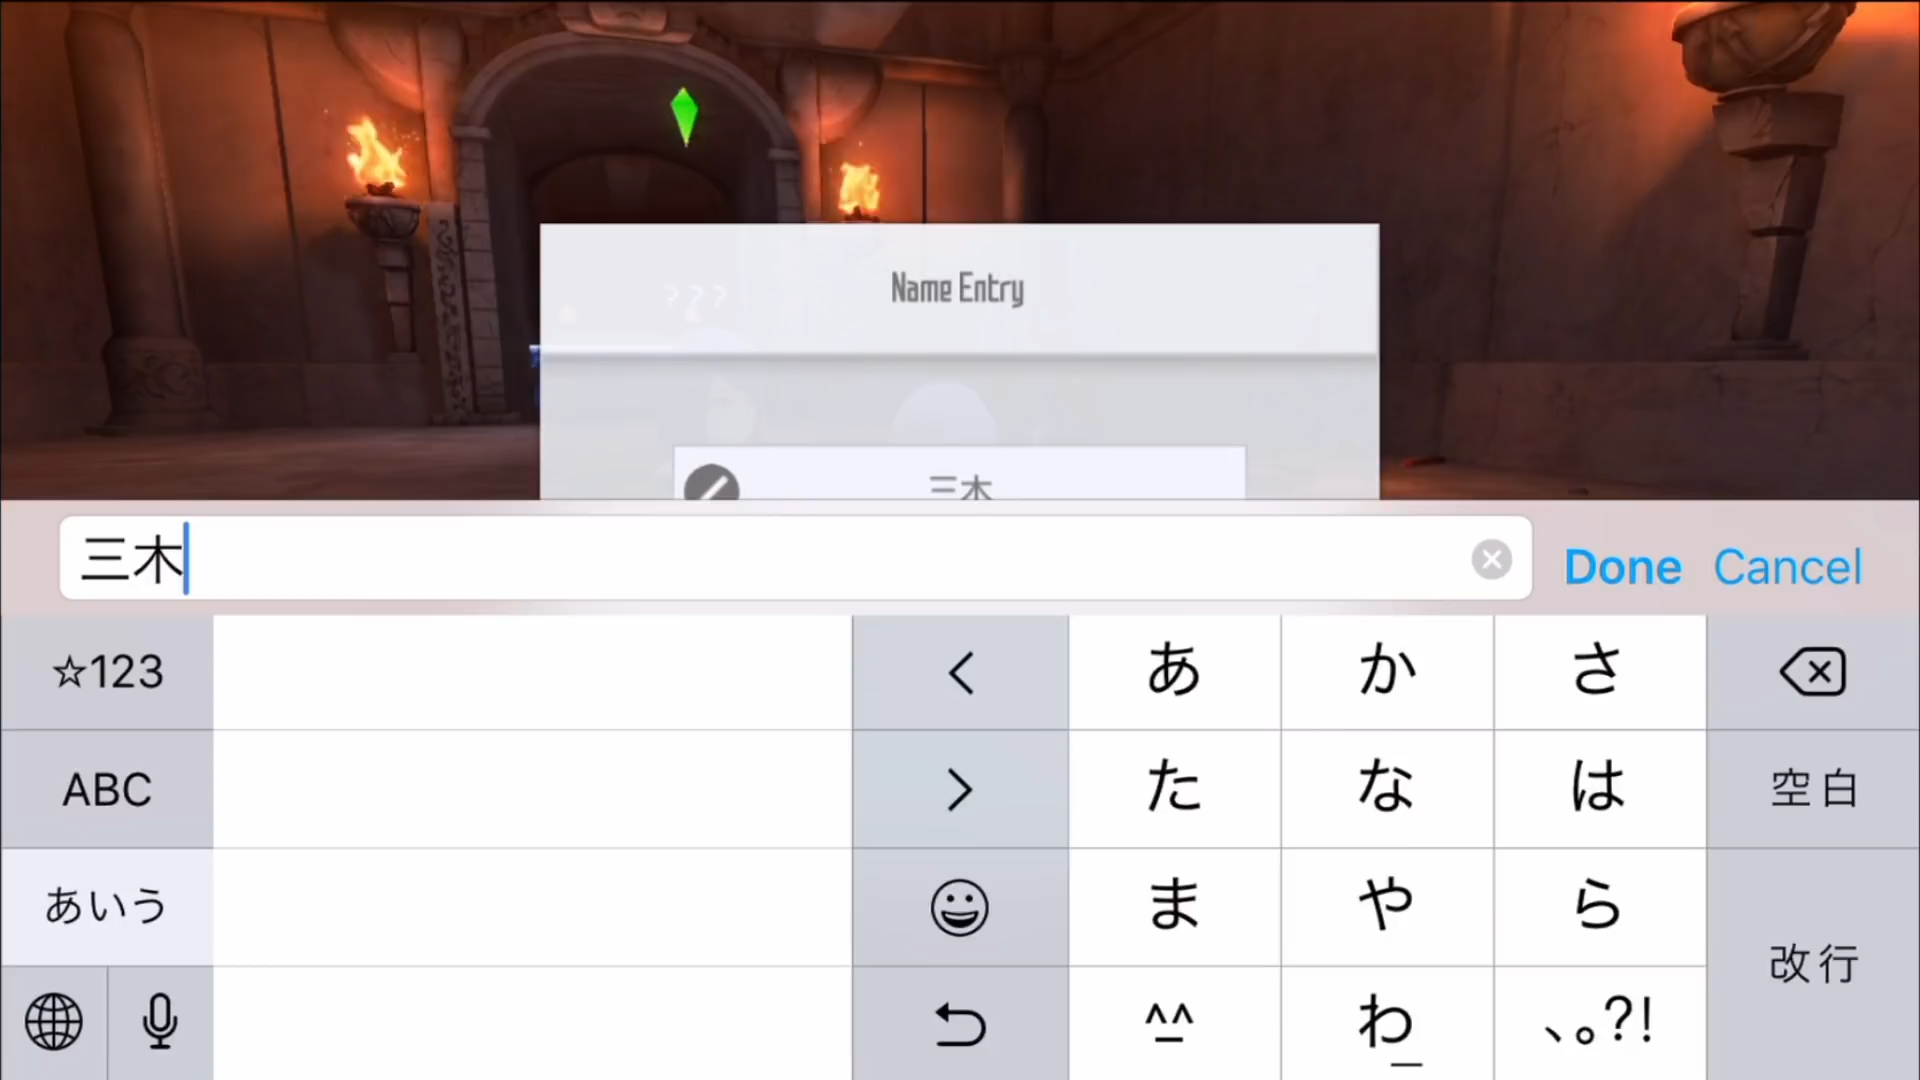 ???
Name Entry
三木
三木
Done Cancel
☆123
あ か さ
ABC
た な は 空白
あいう
ま や ら
改行
^^
わ
、。?!